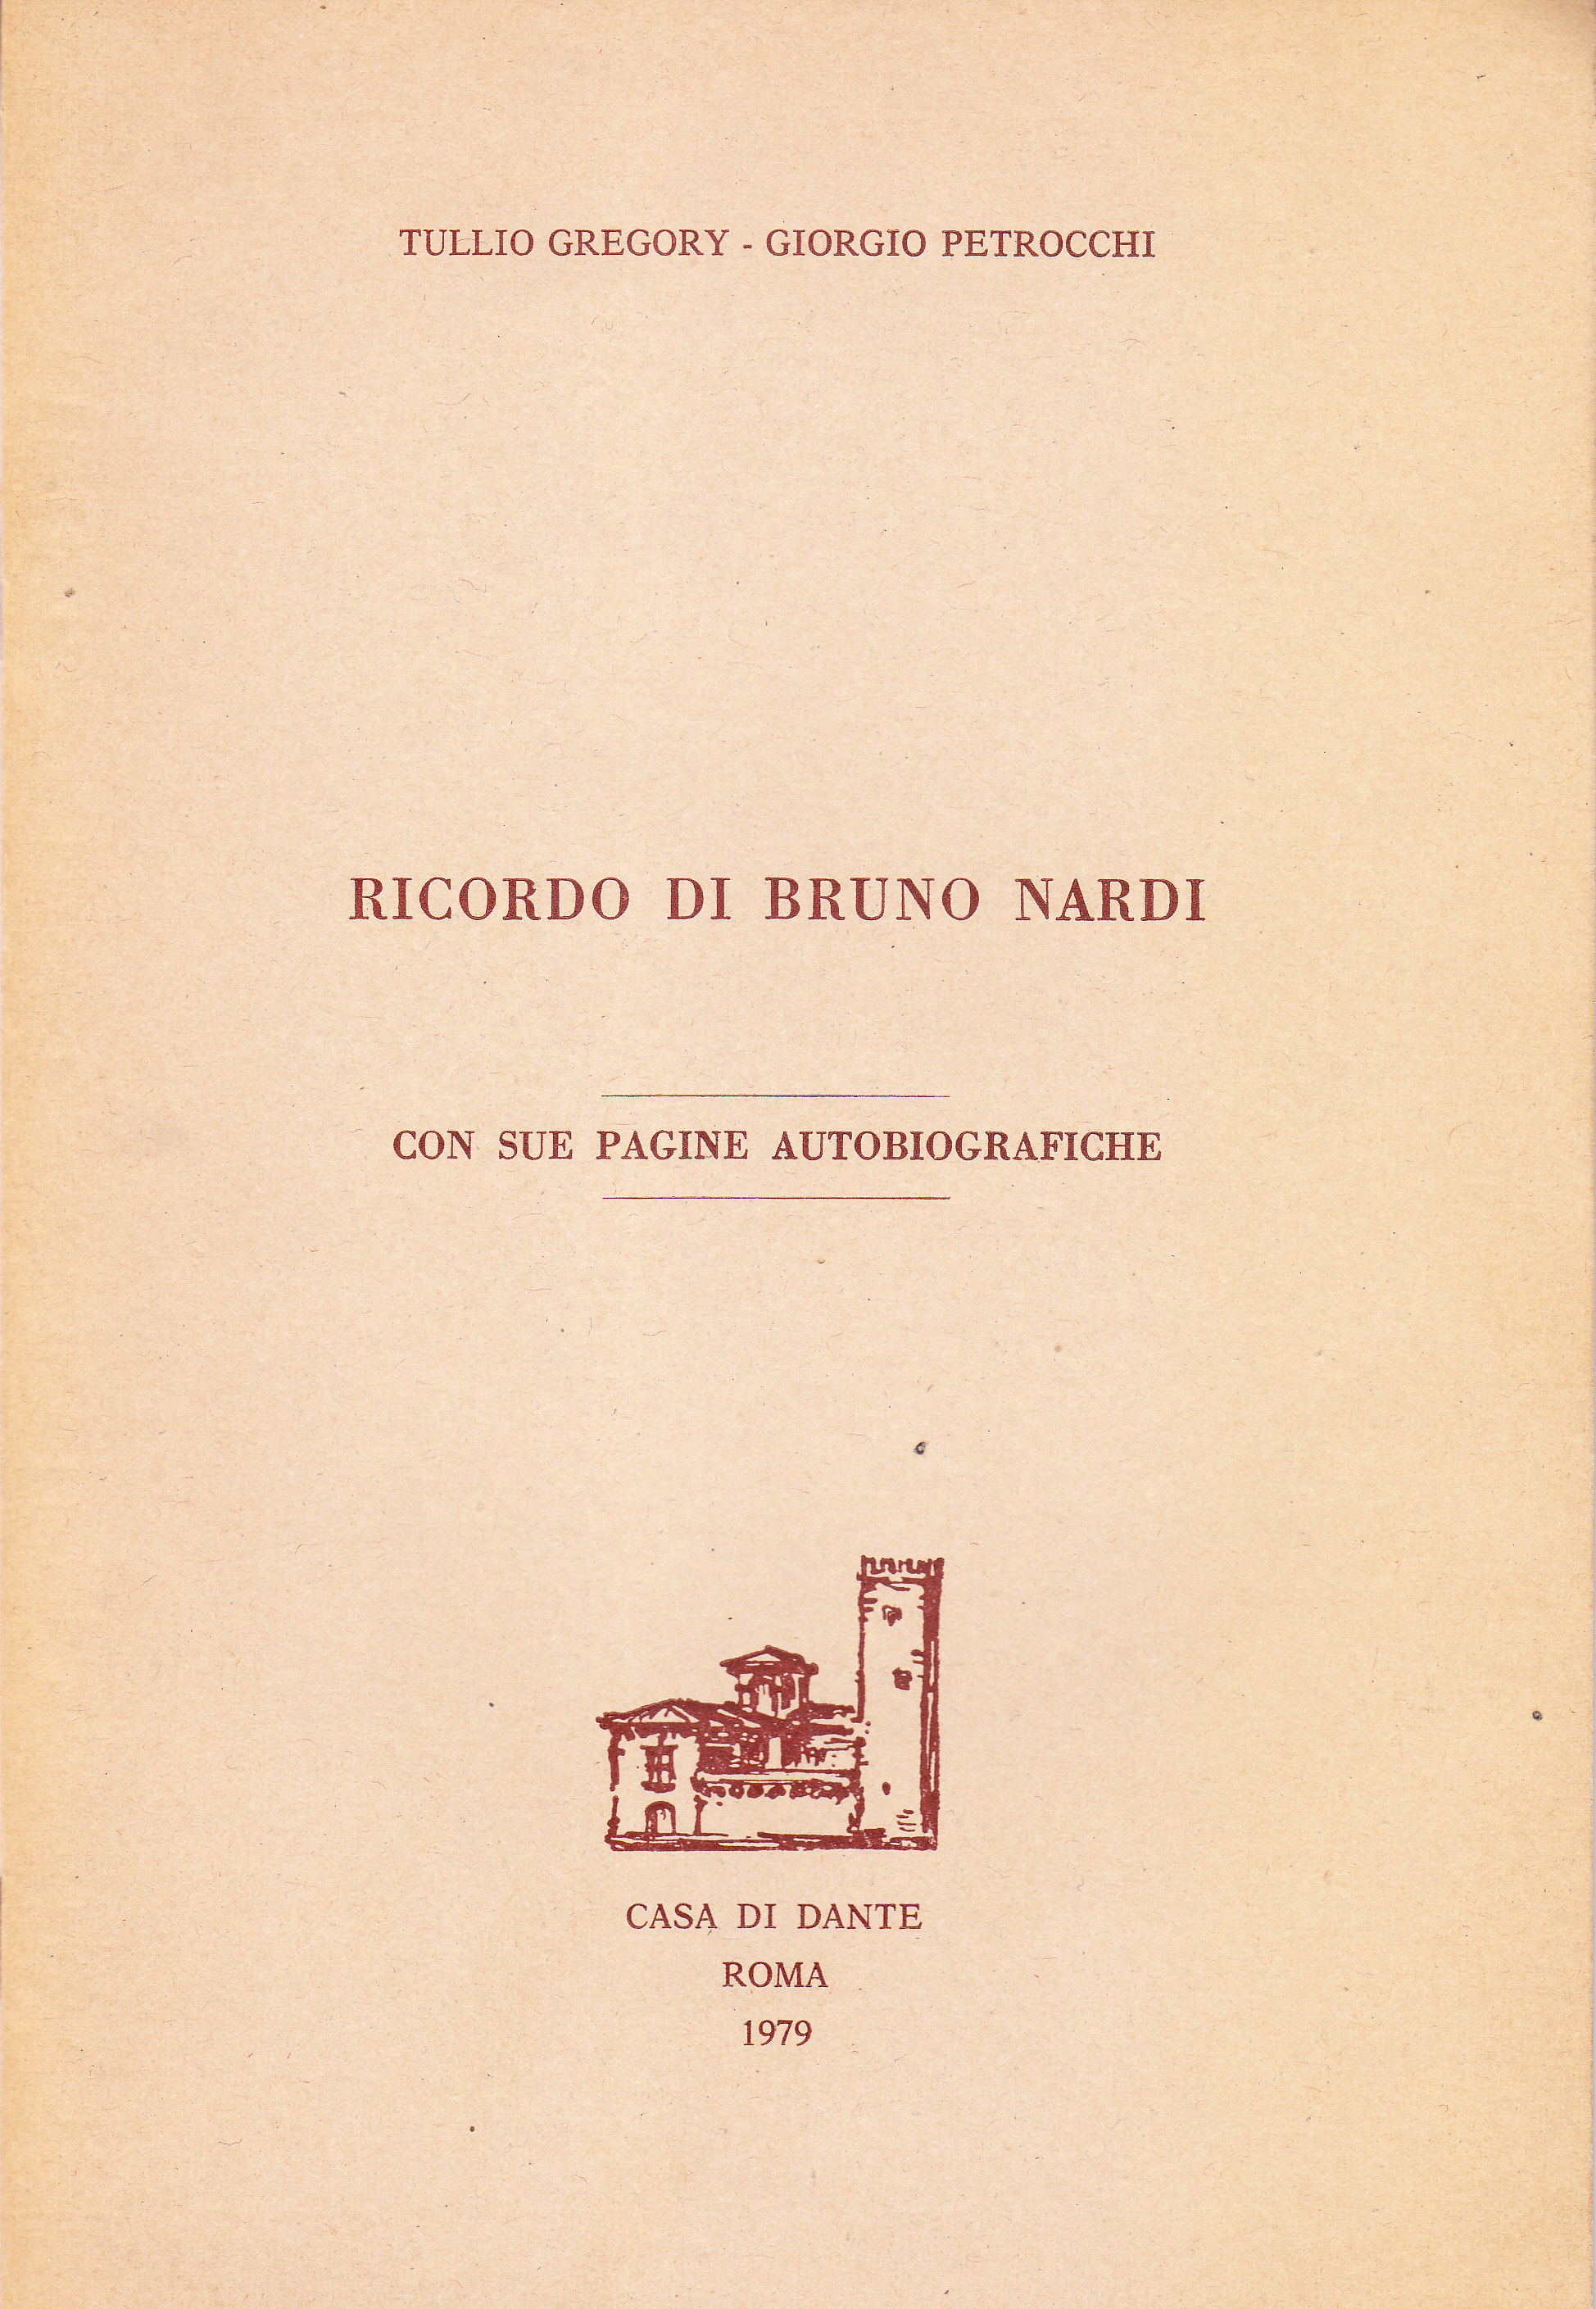 TULLIO GREGORY - GIORGIO PETROCCHI
RICORDO DI BRUNO NARDI
CON SUE PAGINE AUTOBIOGRAFICHE
CASA DI DANTE
ROMA
1979